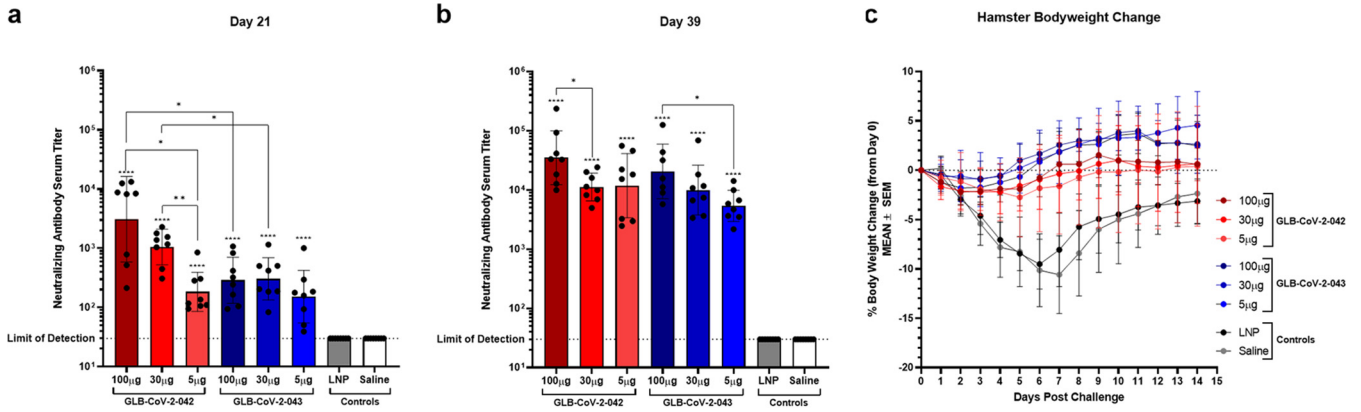 a
Day 21
Neutralizing Antibody Serum Titer
10⁶
10⁵
10⁴
10³
10²
10¹
Limit of Detection
*
*
*
**
****
****
****
****
****
****
100µg
30µg
5µg
100µg
30µg
5µg
LNP
Saline
GLB-CoV-2-042
GLB-CoV-2-043
Controls
b
Day 39
Neutralizing Antibody Serum Titer
10⁶
10⁵
10⁴
10³
10²
10¹
Limit of Detection
*
*
****
****
****
****
****
****
100µg
30µg
5µg
100µg
30µg
5µg
LNP
Saline
GLB-CoV-2-042
GLB-CoV-2-043
Controls
c
Hamster Bodyweight Change
% Body Weight Change (from Day 0)
MEAN ± SEM
10
5
0
-5
-10
-15
-20
0 1 2 3 4 5 6 7 8 9 10 11 12 13 14 15
Days Post Challenge
100µg
30µg
5µg
GLB-CoV-2-042
100µg
30µg
5µg
GLB-CoV-2-043
LNP
Saline
Controls